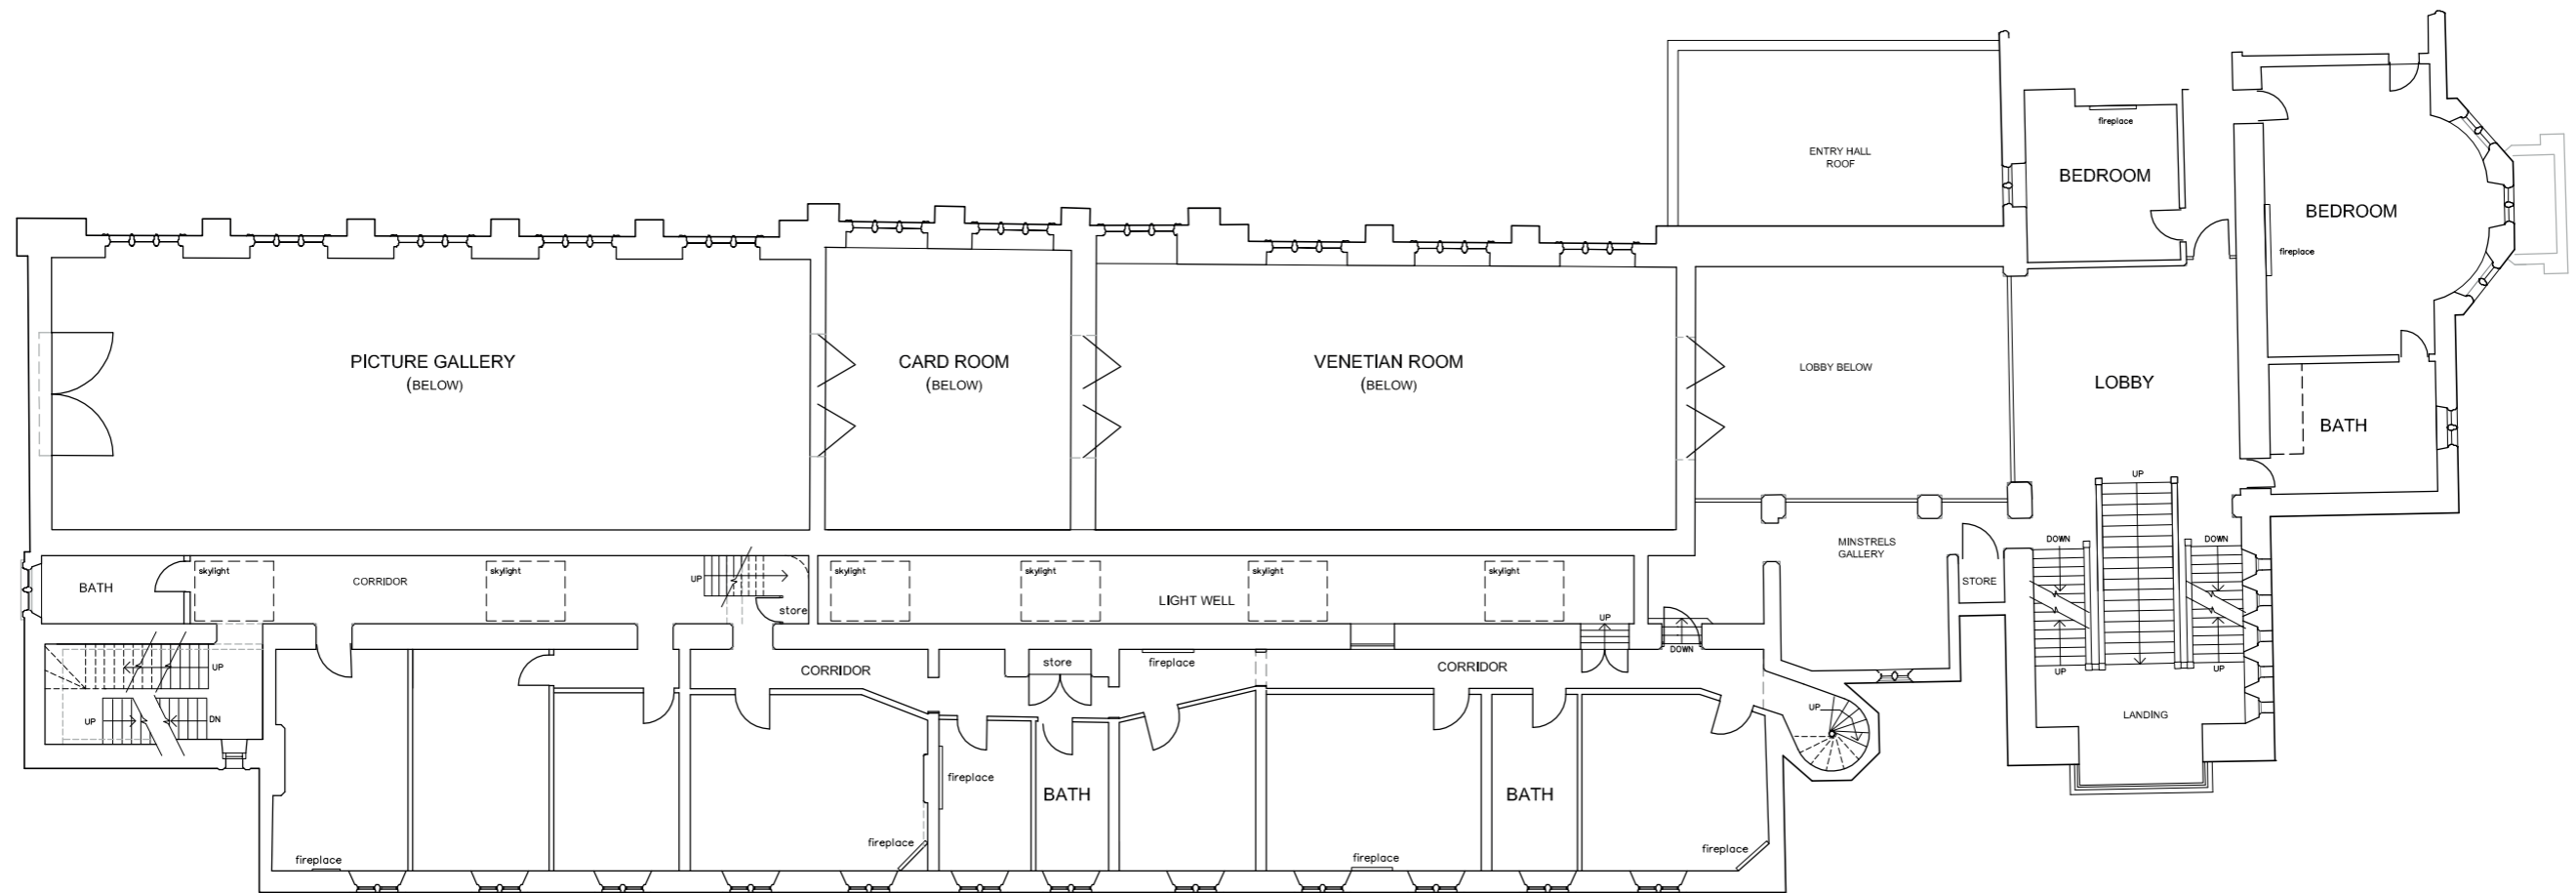 fireplace
ENTRY HALL
ROOF
BEDROOM
BEDROOM
fireplace
PICTURE GALLERY
(BELOW)
CARD ROOM
(BELOW)
VENETIAN ROOM
(BELOW)
LOBBY BELOW
LOBBY
BATH
UP
DOWN
DOWN
MINSTRELS
GALLERY
STORE
BATH
skylight
CORRIDOR
skylight
UP
store
skylight
skylight
skylight
skylight
LIGHT WELL
UP
DOWN
UP
UP
UP
UP
DN
CORRIDOR
store
fireplace
CORRIDOR
UP
LANDING
fireplace
BATH
BATH
fireplace
fireplace
fireplace
fireplace